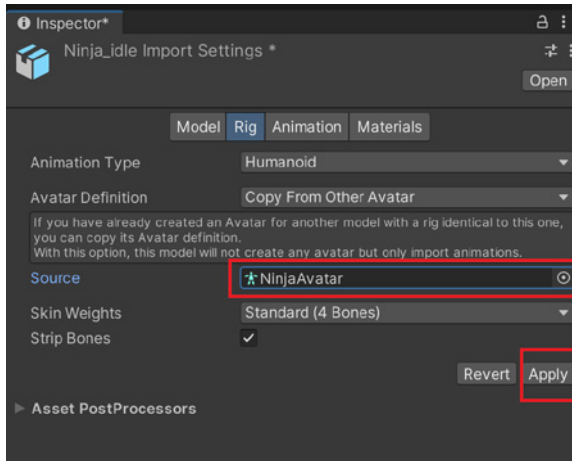 Inspector*
Ninja_idle Import Settings *
Open
Model Rig Animation Materials
Animation Type Humanoid
Avatar Definition Copy From Other Avatar
If you have already created an Avatar for another model with a rig identical to this one,
you can copy its Avatar definition.
With this option, this model will not create any avatar but only import animations.
Source NinjaAvatar
Skin Weights Standard (4 Bones)
Strip Bones
Revert Apply
Asset PostProcessors